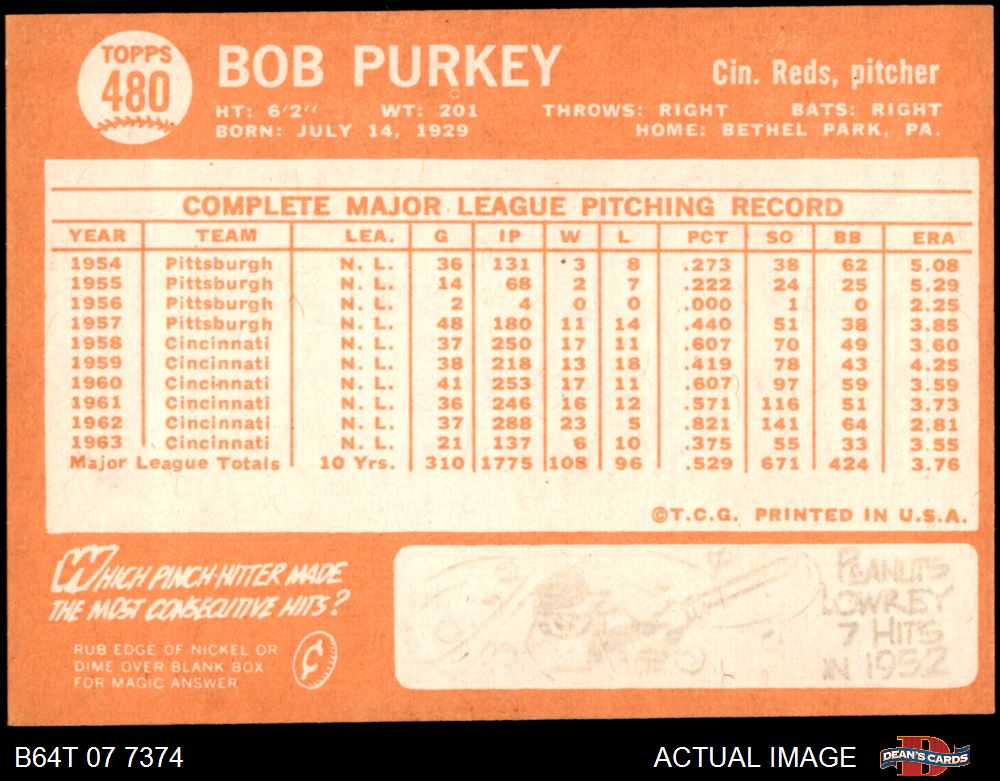 TOPPS
480
BOB PURKEY
Cin. Reds, pitcher
HT: 6'2" WT: 201 THROWS: RIGHT BATS: RIGHT
BORN: JULY 14, 1929 HOME: BETHEL PARK, PA.
COMPLETE MAJOR LEAGUE PITCHING RECORD
YEAR TEAM LEA. G IP W L PCT SO BB ERA
1954 Pittsburgh N. L. 36 131 3 8 .273 38 62 5.08
1955 Pittsburgh N. L. 14 68 2 7 .222 24 25 5.29
1956 Pittsburgh N. L. 2 4 0 0 .000 1 0 2.25
1957 Pittsburgh N. L. 48 180 11 14 .440 51 38 3.85
1958 Cincinnati N. L. 37 250 17 11 .607 70 49 3.60
1959 Cincinnati N. L. 38 218 13 18 .419 78 43 4.25
1960 Cincinnati N. L. 41 253 17 11 .607 97 59 3.59
1961 Cincinnati N. L. 36 246 16 12 .571 116 51 3.73
1962 Cincinnati N. L. 37 288 23 5 .821 141 64 2.81
1963 Cincinnati N. L. 21 137 6 10 .375 55 33 3.55
Major League Totals 10 Yrs. 310 1775 108 96 .529 671 424 3.76
©T.C.G. PRINTED IN U.S.A.
WHICH PINCH-HITTER MADE
THE MOST CONSECUTIVE HITS?
RUB EDGE OF NICKEL OR
DIME OVER BLANK BOX
FOR MAGIC ANSWER
¢
PEANUTS
LOWREY
7 HITS
IN 1952
B64T 07 7374
ACTUAL IMAGE
D
DEAN'S CARDS